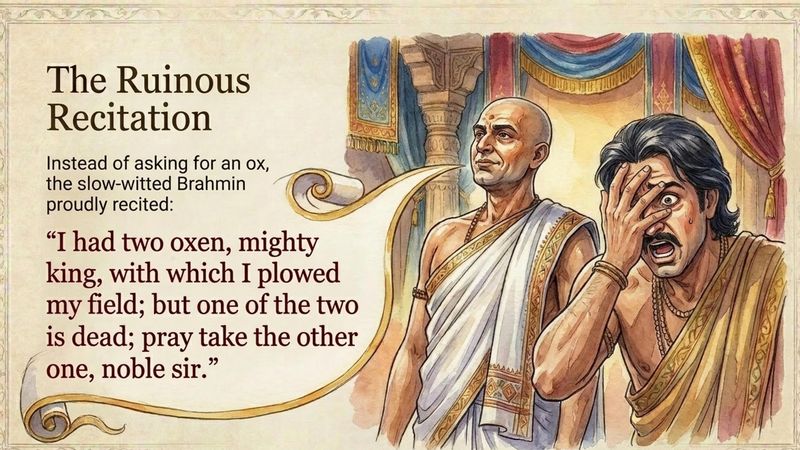 The Ruinous
Recitation
Instead of asking for an ox,
the slow-witted Brahmin
proudly recited:
“I had two oxen, mighty
king, with which I plowed
my field; but one of the two
is dead; pray take the other
one, noble sir.”